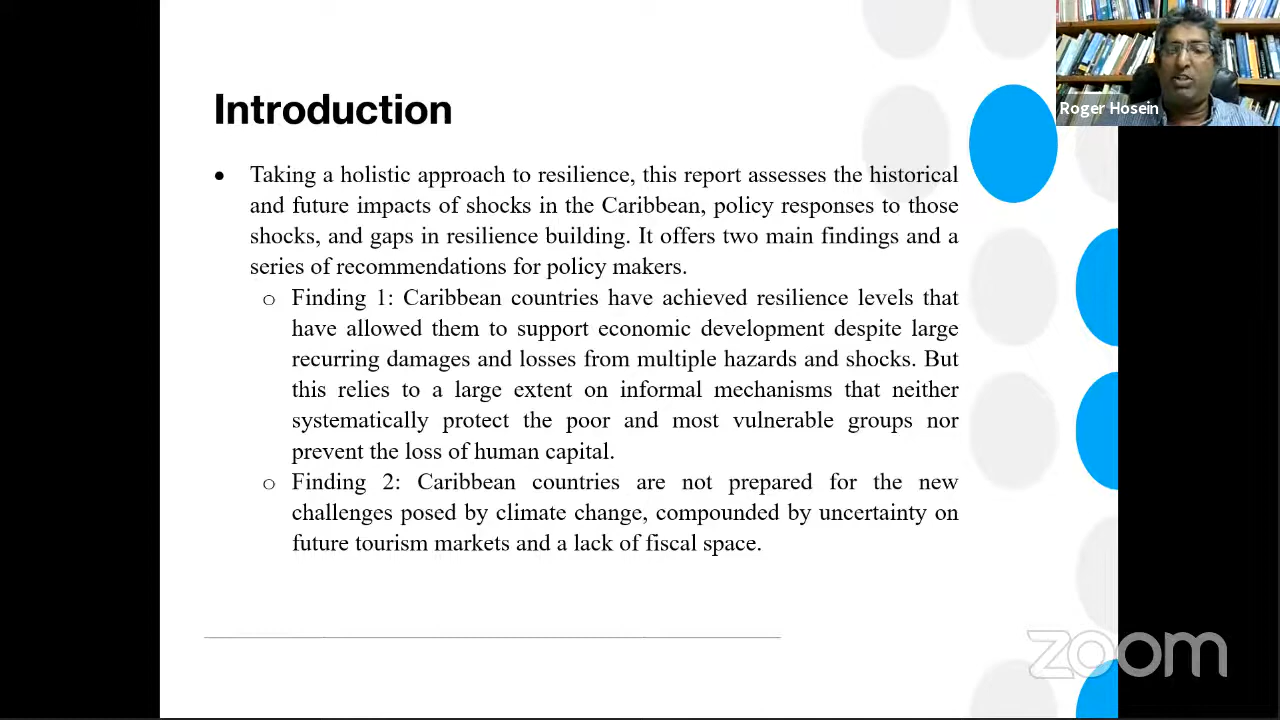 Introduction
Roger Hosein
• Taking a holistic approach to resilience, this report assesses the historical
and future impacts of shocks in the Caribbean, policy responses to those
shocks, and gaps in resilience building. It offers two main findings and a
series of recommendations for policy makers.
o Finding 1: Caribbean countries have achieved resilience levels that
have allowed them to support economic development despite large
recurring damages and losses from multiple hazards and shocks. But
this relies to a large extent on informal mechanisms that neither
systematically protect the poor and most vulnerable groups nor
prevent the loss of human capital.
o Finding 2: Caribbean countries are not prepared for the new
challenges posed by climate change, compounded by uncertainty on
future tourism markets and a lack of fiscal space.
zoom